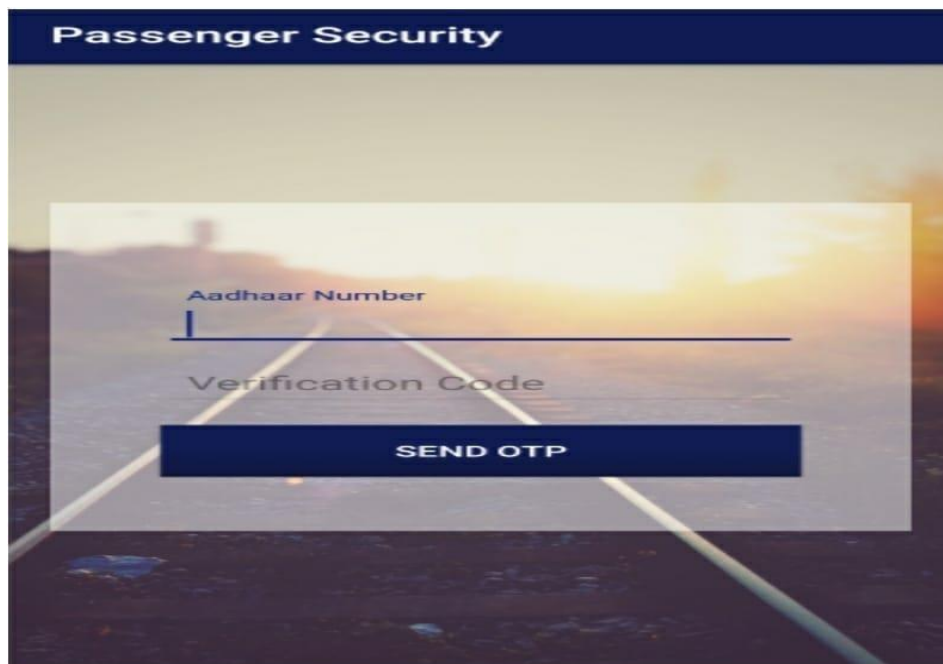 Passenger Security
Aadhaar Number
Verification Code
SEND OTP